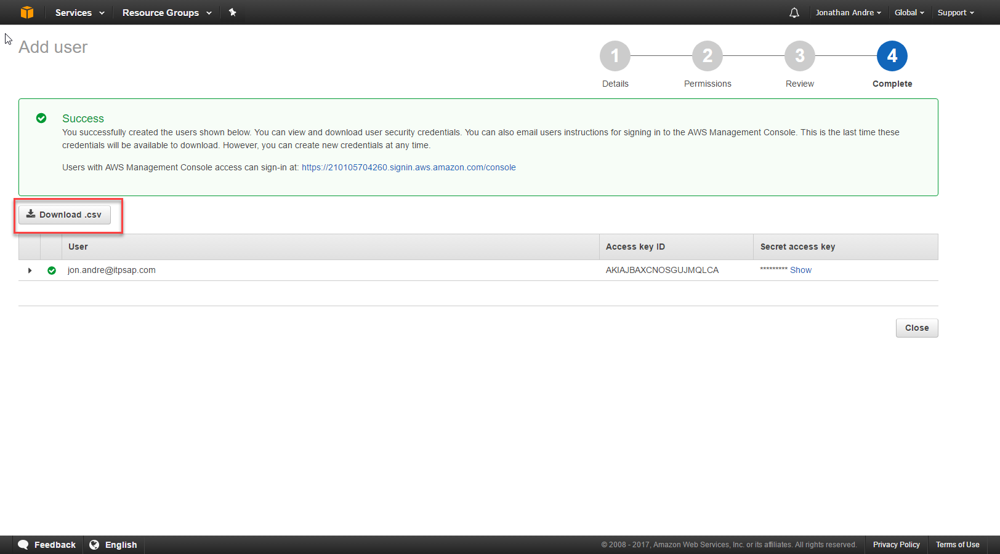 Services Resource Groups Jonathan Andre Global Support
Add user
1 2 3 4
Details Permissions Review Complete
Success
You successfully created the users shown below. You can view and download user security credentials. You can also email users instructions for signing in to the AWS Management Console. This is the last time these
credentials will be available to download. However, you can create new credentials at any time.
Users with AWS Management Console access can sign-in at: https://210105704260.signin.aws.amazon.com/console
Download .csv
User Access key ID Secret access key
jon.andre@itpsap.com AKIAJBAXCNOSGUJMQLCA ********* Show
Close
Feedback English © 2008 - 2017, Amazon Web Services, Inc. or its affiliates. All rights reserved. Privacy Policy Terms of Use